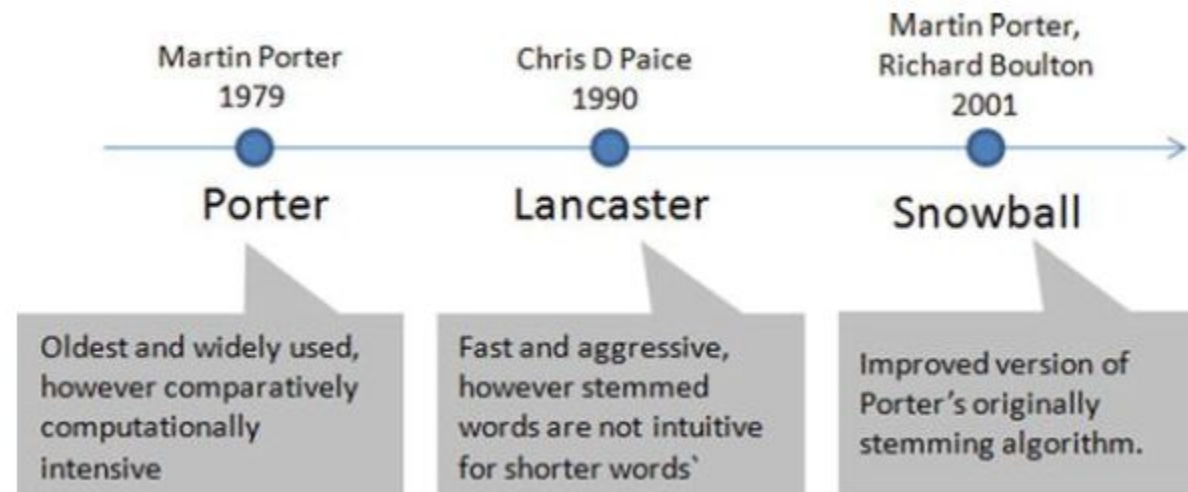 Martin Porter
1979
Porter
Oldest and widely used,
however comparatively
computationally
intensive
Chris D Paice
1990
Lancaster
Fast and aggressive,
however stemmed
words are not intuitive
for shorter words`
Martin Porter,
Richard Boulton
2001
Snowball
Improved version of
Porter’s originally
stemming algorithm.